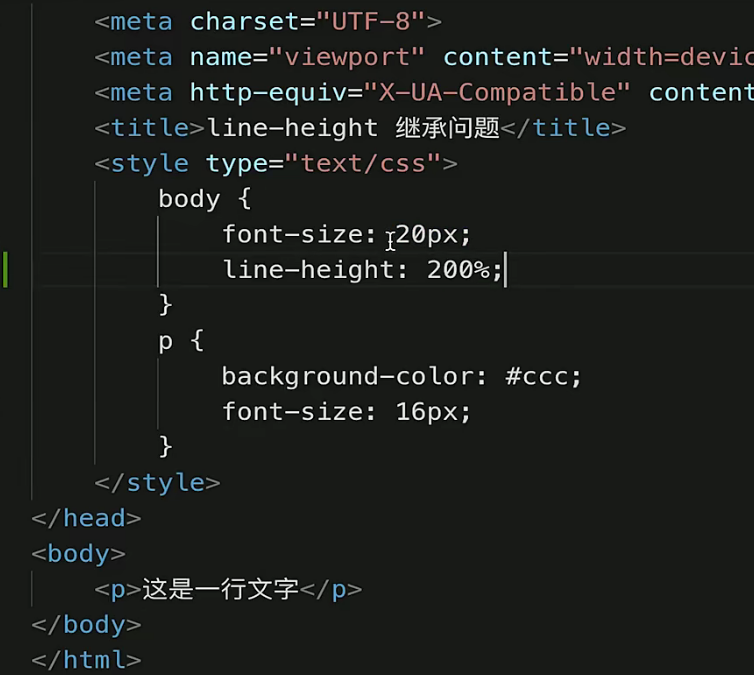 <meta charset="UTF-8">
<meta name="viewport" content="width=devic
<meta http-equiv="X-UA-Compatible" content
<title>line-height 继承问题</title>
<style type="text/css">
body {
font-size: 20px;
line-height: 200%;
}
p {
background-color: #ccc;
font-size: 16px;
}
</style>
</head>
<body>
<p>这是一行文字</p>
</body>
</html>